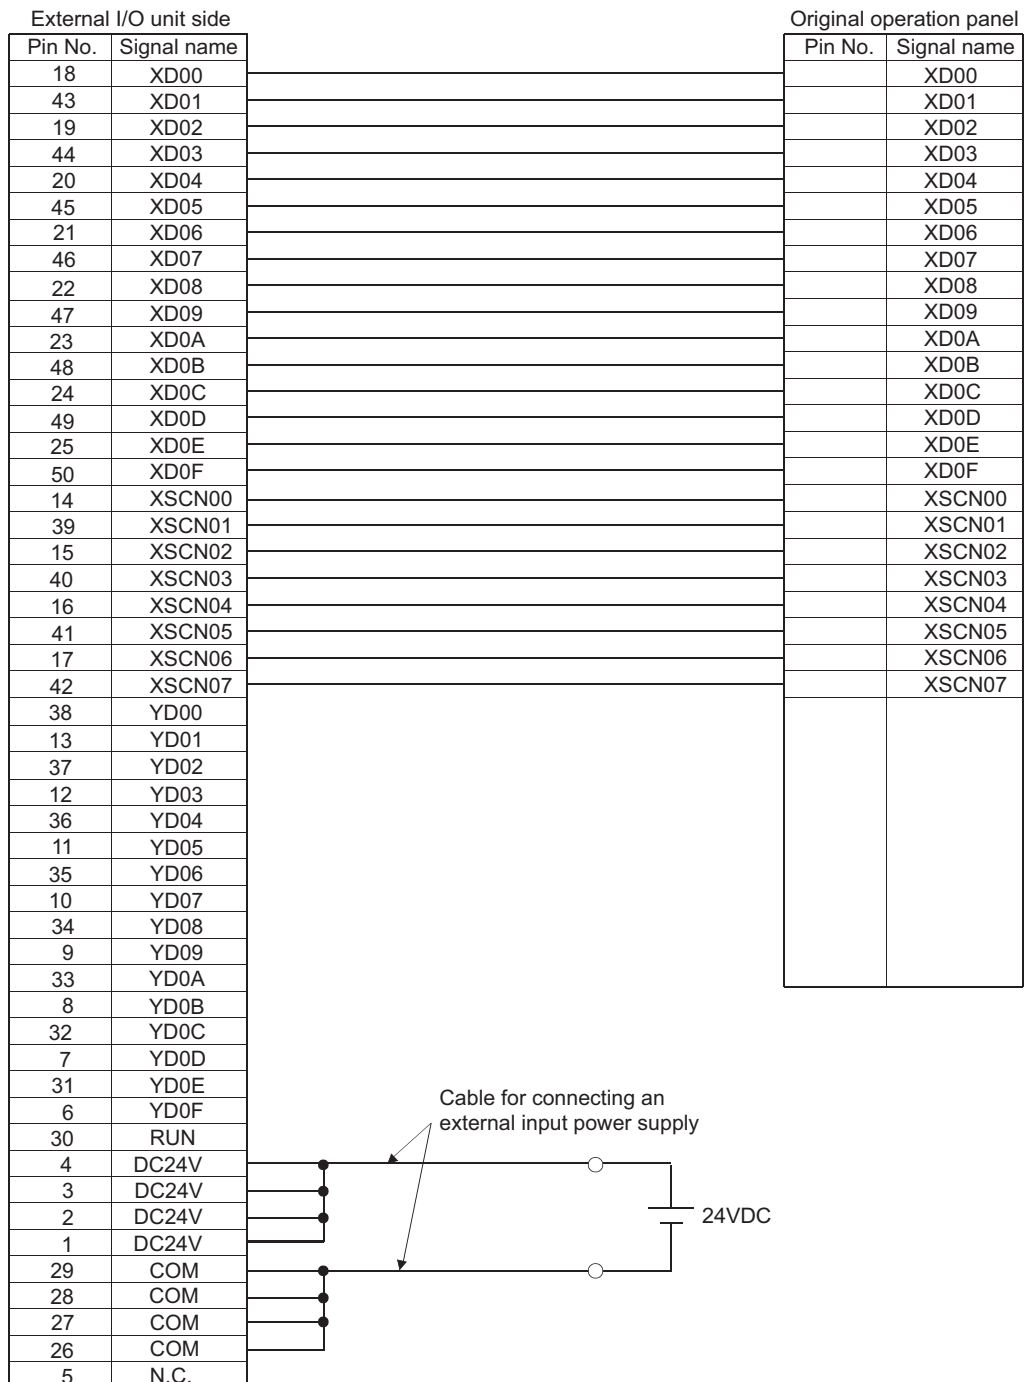 External I/O unit side Original operation panel
Pin No. Signal name Pin No. Signal name
18 XD00 XD00
43 XD01 XD01
19 XD02 XD02
44 XD03 XD03
20 XD04 XD04
45 XD05 XD05
21 XD06 XD06
46 XD07 XD07
22 XD08 XD08
47 XD09 XD09
23 XD0A XD0A
48 XD0B XD0B
24 XD0C XD0C
49 XD0D XD0D
25 XD0E XD0E
50 XD0F XD0F
14 XSCN00 XSCN00
39 XSCN01 XSCN01
15 XSCN02 XSCN02
40 XSCN03 XSCN03
16 XSCN04 XSCN04
41 XSCN05 XSCN05
17 XSCN06 XSCN06
42 XSCN07 XSCN07
38 YD00
13 YD01
37 YD02
12 YD03
36 YD04
11 YD05
35 YD06
10 YD07
34 YD08
9 YD09
33 YD0A
8 YD0B
32 YD0C
7 YD0D
31 YD0E
6 YD0F
30 RUN
4 DC24V
3 DC24V
2 DC24V
1 DC24V
29 COM
28 COM
27 COM
26 COM
5 N.C.
Cable for connecting an
external input power supply
24VDC